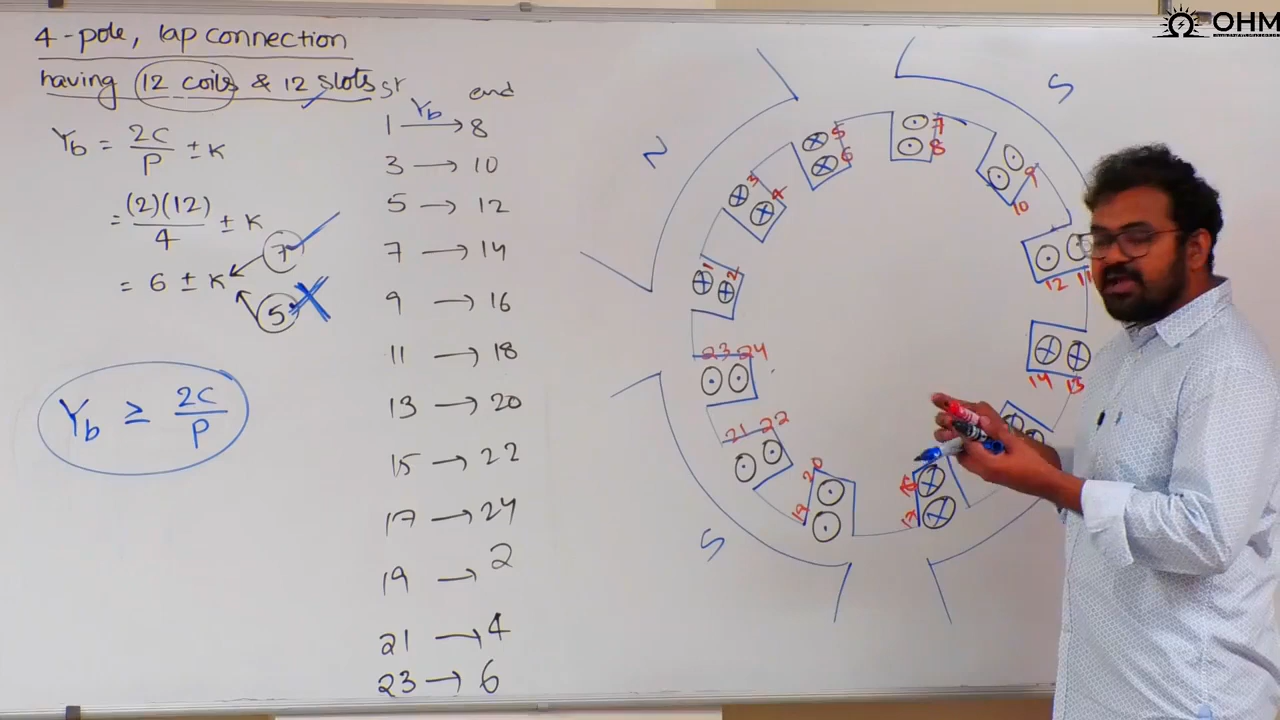 4-pole, lap connection
having 12 coils & 12 slots
Yb = 2C/P ± K
= (2)(12)/4 ± K
= 6 ± K
7
5
Yb ≥ 2C/P
St end
Yb
1 → 8
3 → 10
5 → 12
7 → 14
9 → 16
11 → 18
13 → 20
15 → 22
17 → 24
19 → 2
21 → 4
23 → 6
N
S
S
1 2
3 4
5 6
7
8
9
10
12 11
14 13
17
19 20
21 22
23 24
OHM